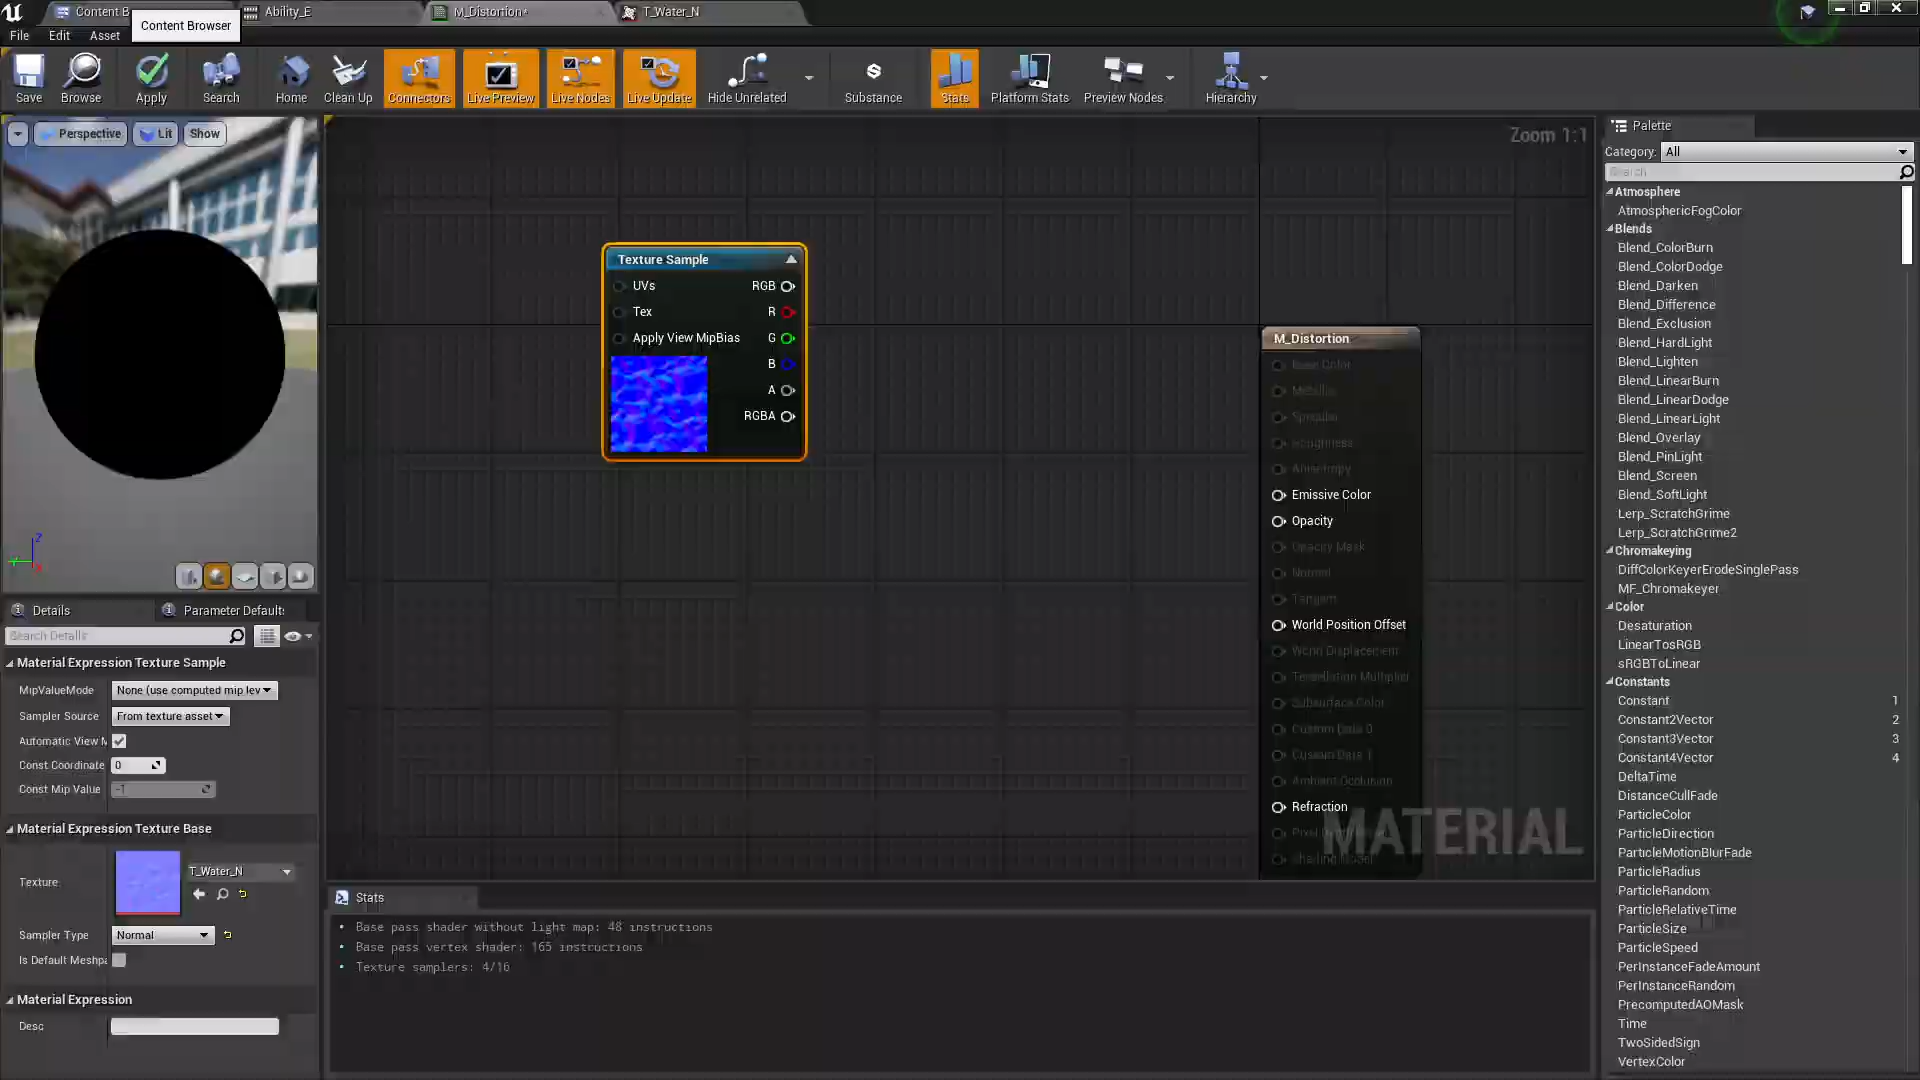 Content B
Ability_E
M_Distortion*
T_Water_N
Content Browser
File
Edit
Asset
Save
Browse
Apply
Search
Home
Clean Up
Connectors
Live Preview
Live Nodes
Live Update
Hide Unrelated
Substance
Stats
Platform Stats
Preview Nodes
Hierarchy
Perspective
Lit
Show
Zoom 1:1
Texture Sample
UVs
RGB
Tex
R
Apply View MipBias
G
B
A
RGBA
M_Distortion
Base Color
Metallic
Specular
Roughness
Anisotropy
Emissive Color
Opacity
Opacity Mask
Normal
Tangent
World Position Offset
World Displacement
Tessellation Multiplier
Subsurface Color
Custom Data 0
Custom Data 1
Ambient Occlusion
Refraction
Shading Model
MATERIAL
Z
Details
Parameter Defaults
Search Details
Material Expression Texture Sample
MipValueMode
None (use computed mip lev
Sampler Source
From texture asset
Automatic View M
Const Coordinate
0
Const Mip Value
-1
Material Expression Texture Base
Texture
T_Water_N
Sampler Type
Normal
Is Default Meshpa
Material Expression
Desc
Stats
• Base pass shader without light map: 48 instructions
• Base pass vertex shader: 165 instructions
• Texture samplers: 4/16
Palette
Category:
All
Search
Atmosphere
AtmosphericFogColor
Blends
Blend_ColorBurn
Blend_ColorDodge
Blend_Darken
Blend_Difference
Blend_Exclusion
Blend_HardLight
Blend_Lighten
Blend_LinearBurn
Blend_LinearDodge
Blend_LinearLight
Blend_Overlay
Blend_PinLight
Blend_Screen
Blend_SoftLight
Lerp_ScratchGrime
Lerp_ScratchGrime2
Chromakeying
DiffColorKeyerErodeSinglePass
MF_Chromakeyer
Color
Desaturation
LinearTosRGB
sRGBToLinear
Constants
Constant 1
Constant2Vector 2
Constant3Vector 3
Constant4Vector 4
DeltaTime
DistanceCullFade
ParticleColor
ParticleDirection
ParticleMotionBlurFade
ParticleRadius
ParticleRandom
ParticleRelativeTime
ParticleSize
ParticleSpeed
PerInstanceFadeAmount
PerInstanceRandom
PrecomputedAOMask
Time
TwoSidedSign
VertexColor